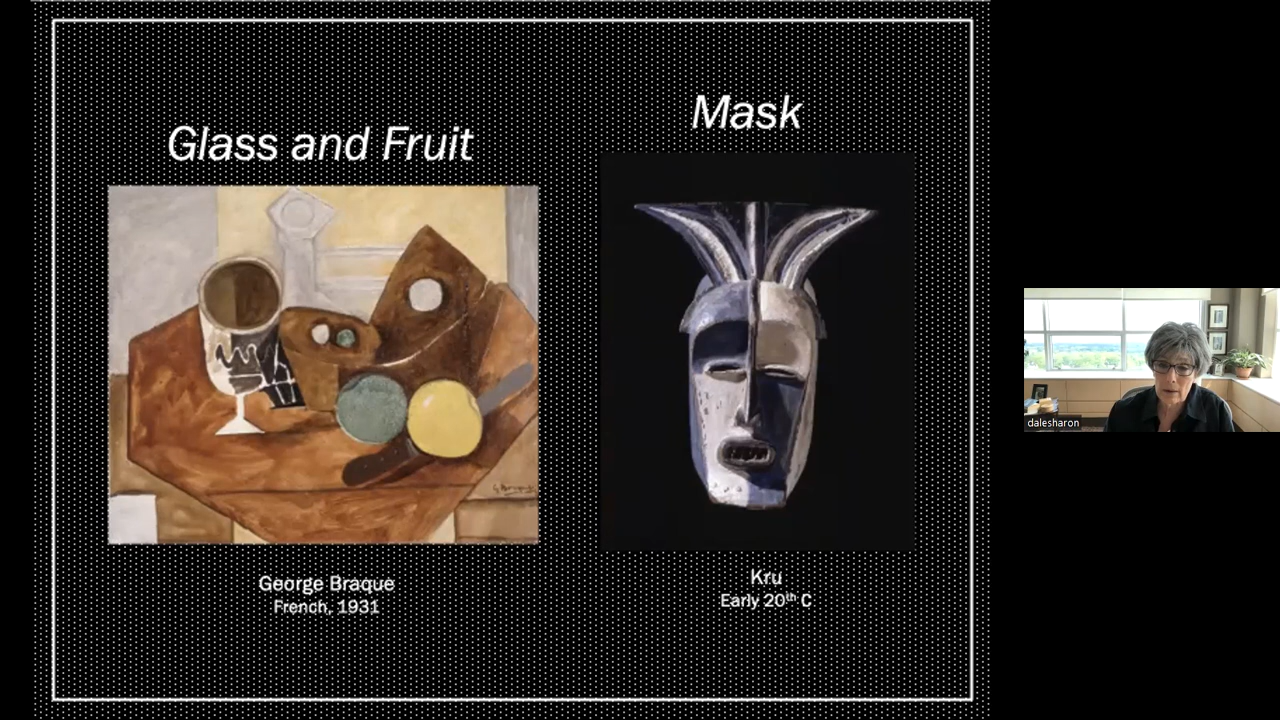 Glass and Fruit
George Braque
French, 1931
Mask
Kru
Early 20th C
dalesharon